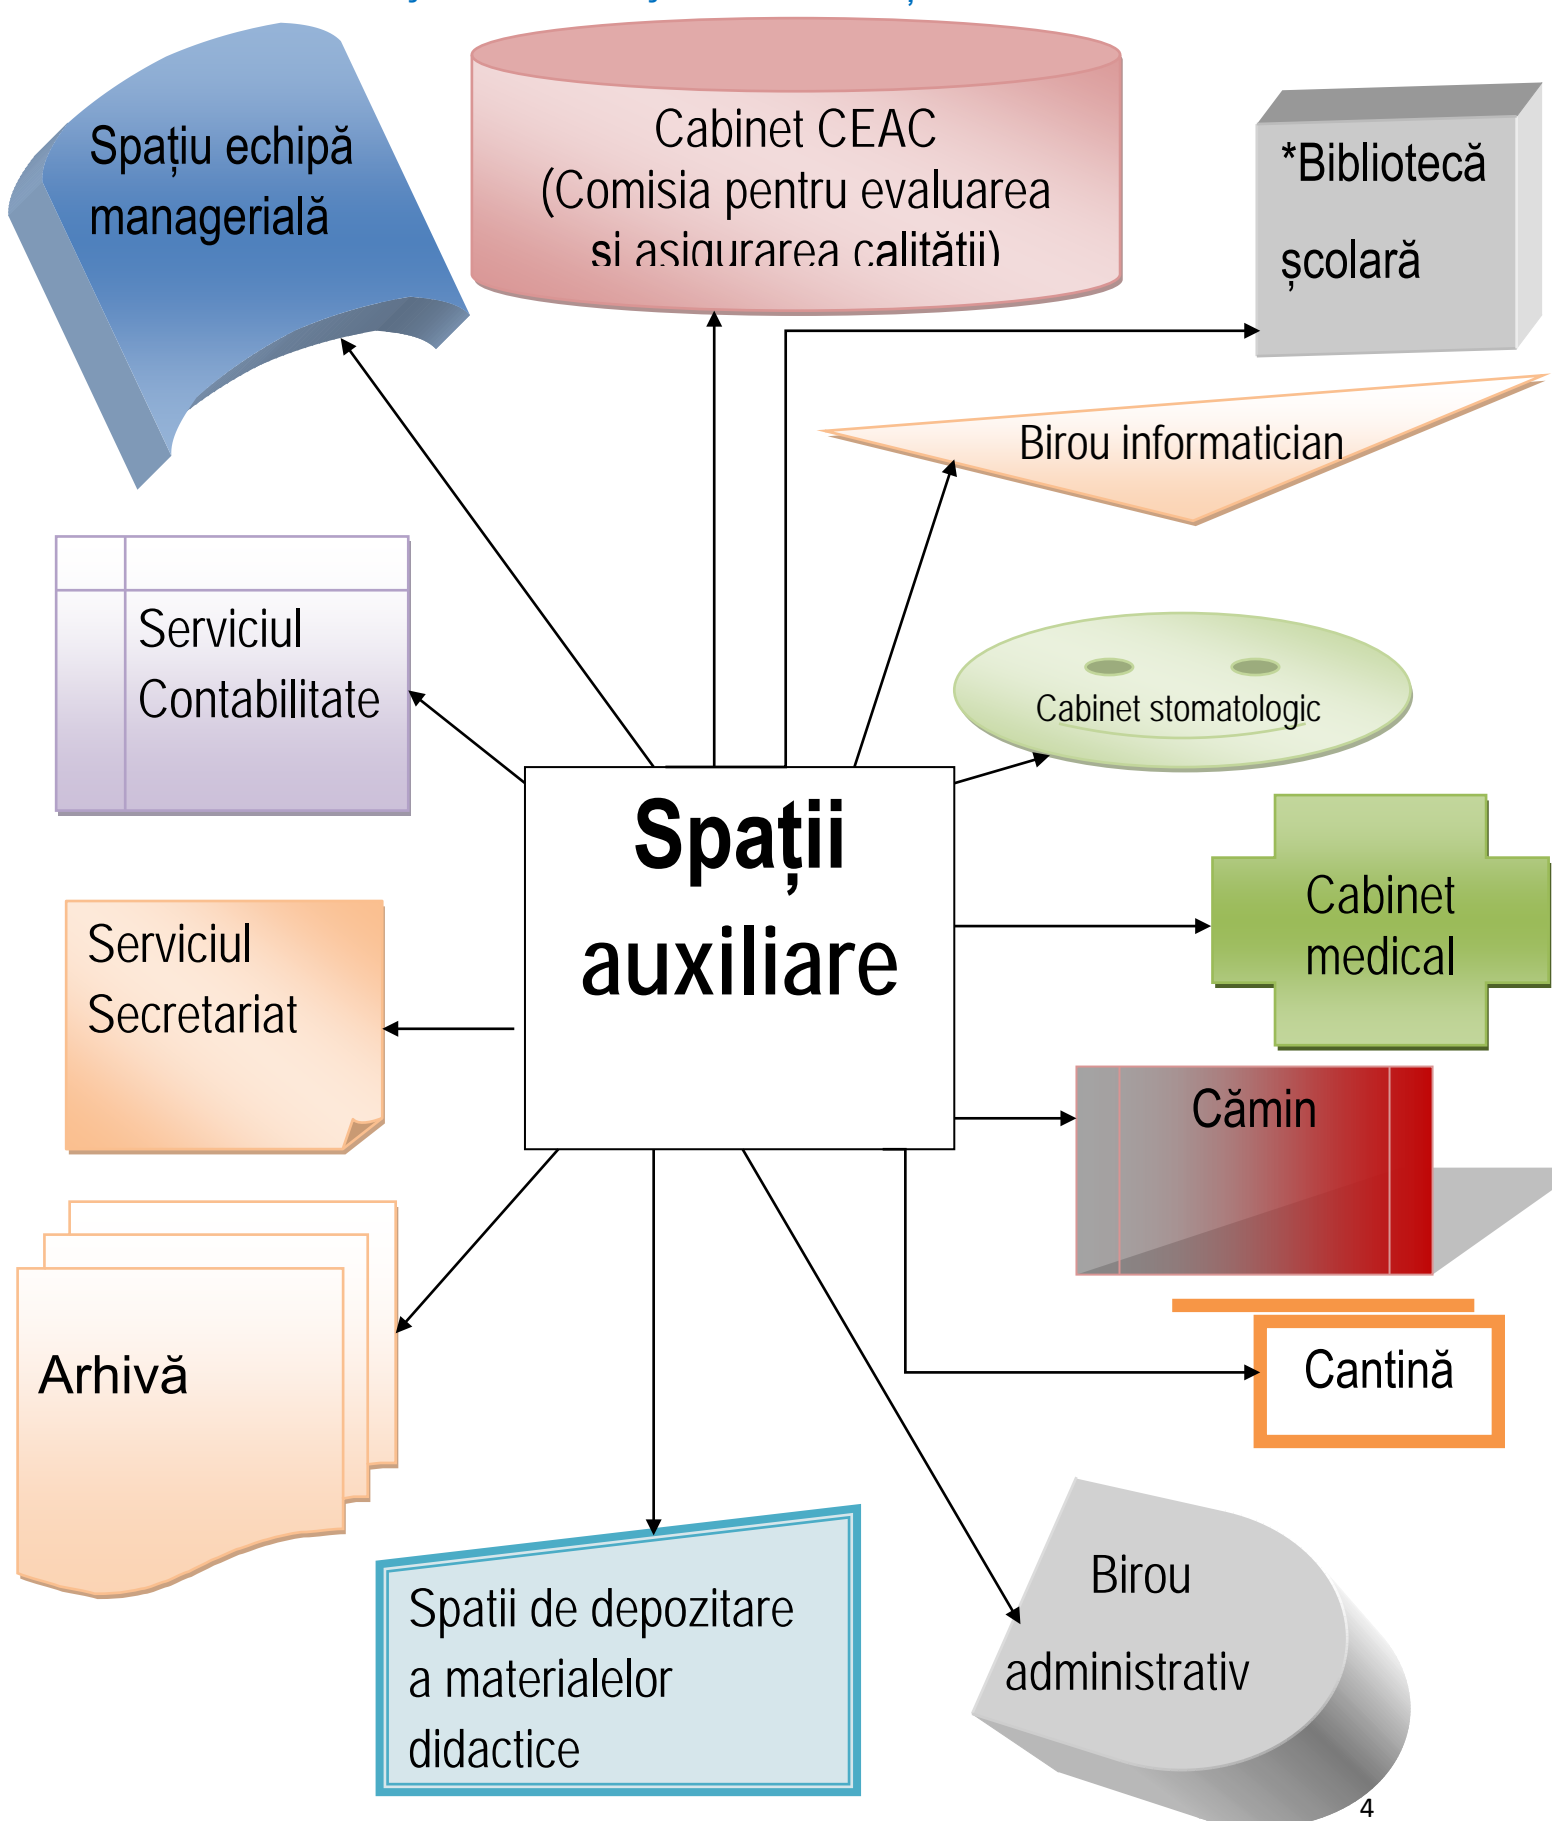 Spațiu echipă
managerială
Cabinet CEAC
(Comisia pentru evaluarea
și asigurarea calității)
*Bibliotecă
școlară
Birou informatician
Serviciul
Contabilitate
Cabinet stomatologic
Spații
auxiliare
Cabinet
medical
Serviciul
Secretariat
Cămin
Cantină
Arhivă
Spatii de depozitare
a materialelor
didactice
Birou
administrativ
4